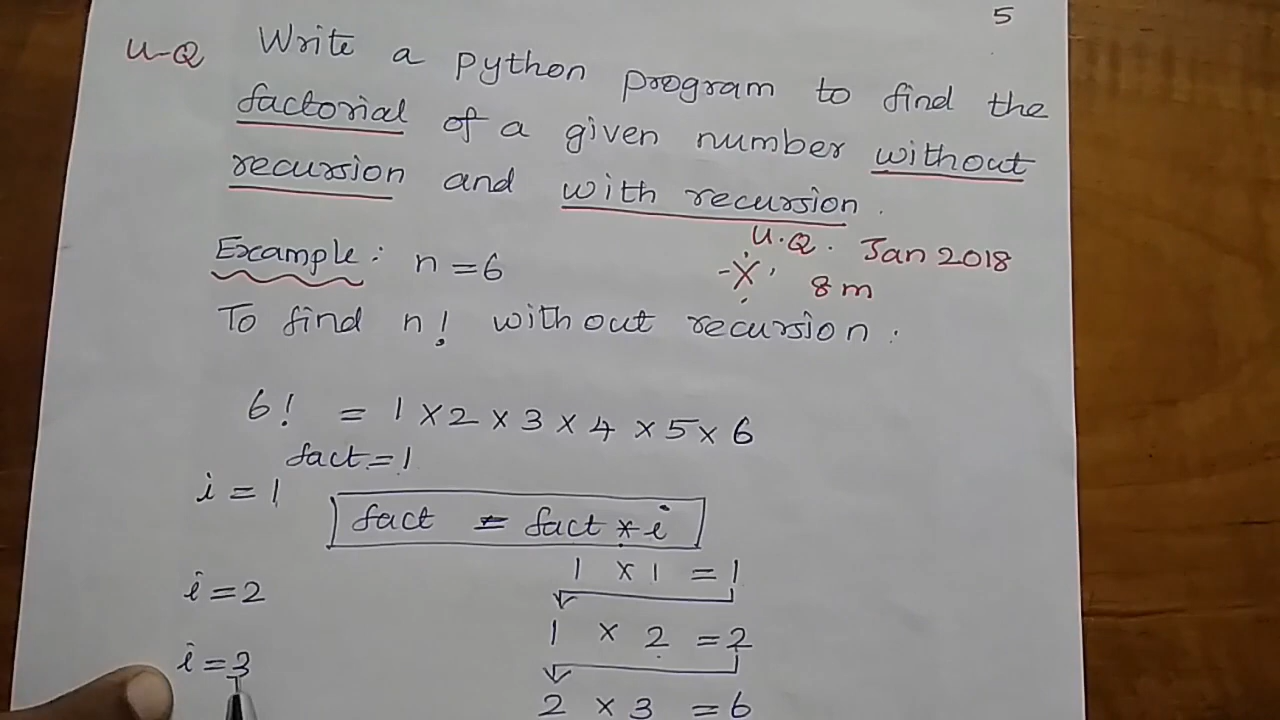 5
U-Q Write a python program to find the
factorial of a given number without
recursion and with recursion.
U.Q. Jan 2018
Example: n = 6
8m
To find n! without recursion.
6! = 1 × 2 × 3 × 4 × 5 × 6
fact = 1
i = 1
fact = fact * i
1 × 1 = 1
i = 2
1 × 2 = 2
i = 3
2 × 3 = 6